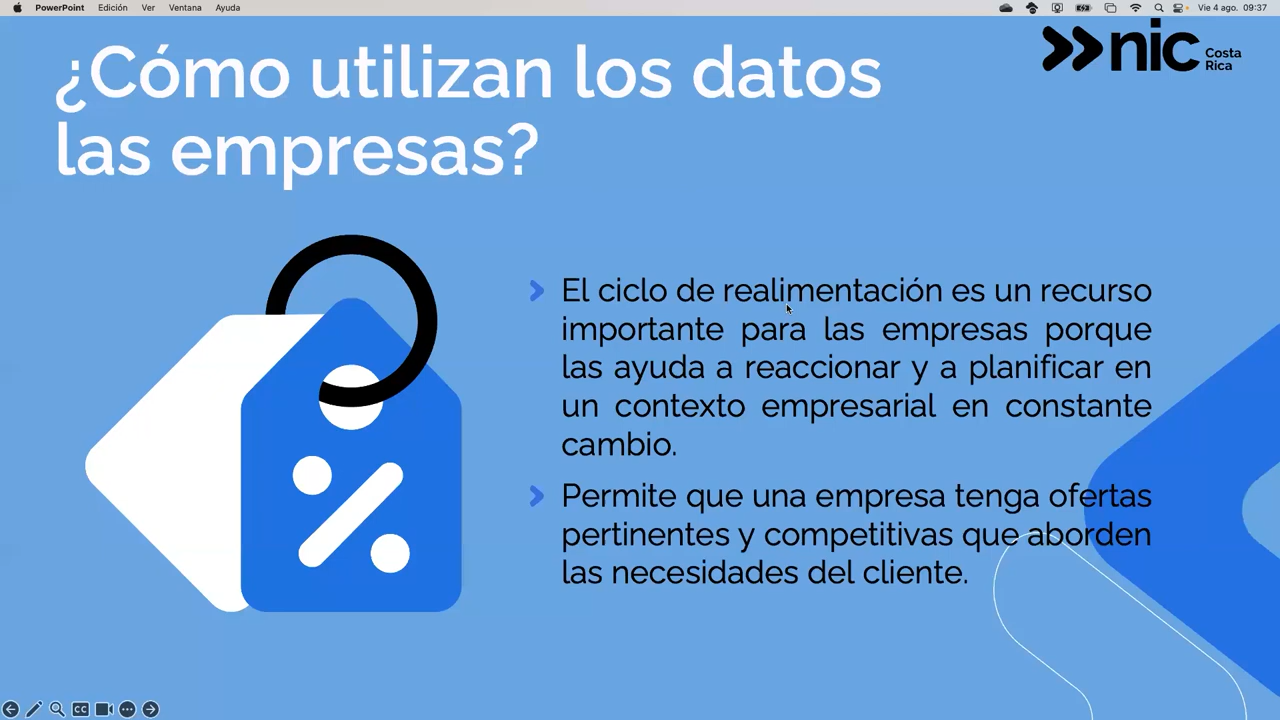 PowerPoint Edición Ver Ventana Ayuda Vie 4 ago. 09:37
¿Cómo utilizan los datos
las empresas?
nic
Costa
Rica
El ciclo de realimentación es un recurso
importante para las empresas porque
las ayuda a reaccionar y a planificar en
un contexto empresarial en constante
cambio.
Permite que una empresa tenga ofertas
pertinentes y competitivas que aborden
las necesidades del cliente.
%
CC